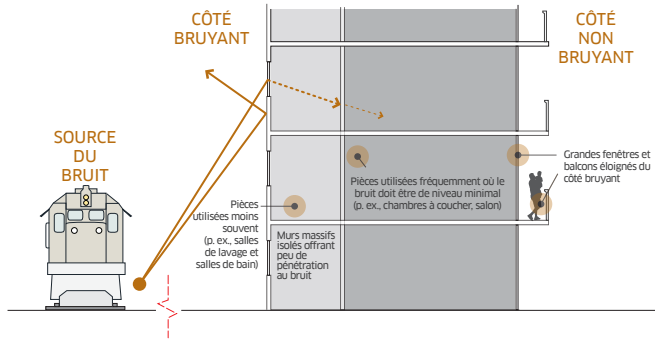 CÔTÉ
BRUYANT
CÔTÉ
NON
BRUYANT
SOURCE
DU
BRUIT
Pièces
utilisées moins
souvent
(p. ex., salles
de lavage et
salles de bain)
Murs massifs
isolés offrant
peu de
pénétration
au bruit
Pièces utilisées fréquemment où le
bruit doit être de niveau minimal
(p. ex., chambres à coucher, salon)
Grandes fenêtres et
balcons éloignés du
côté bruyant